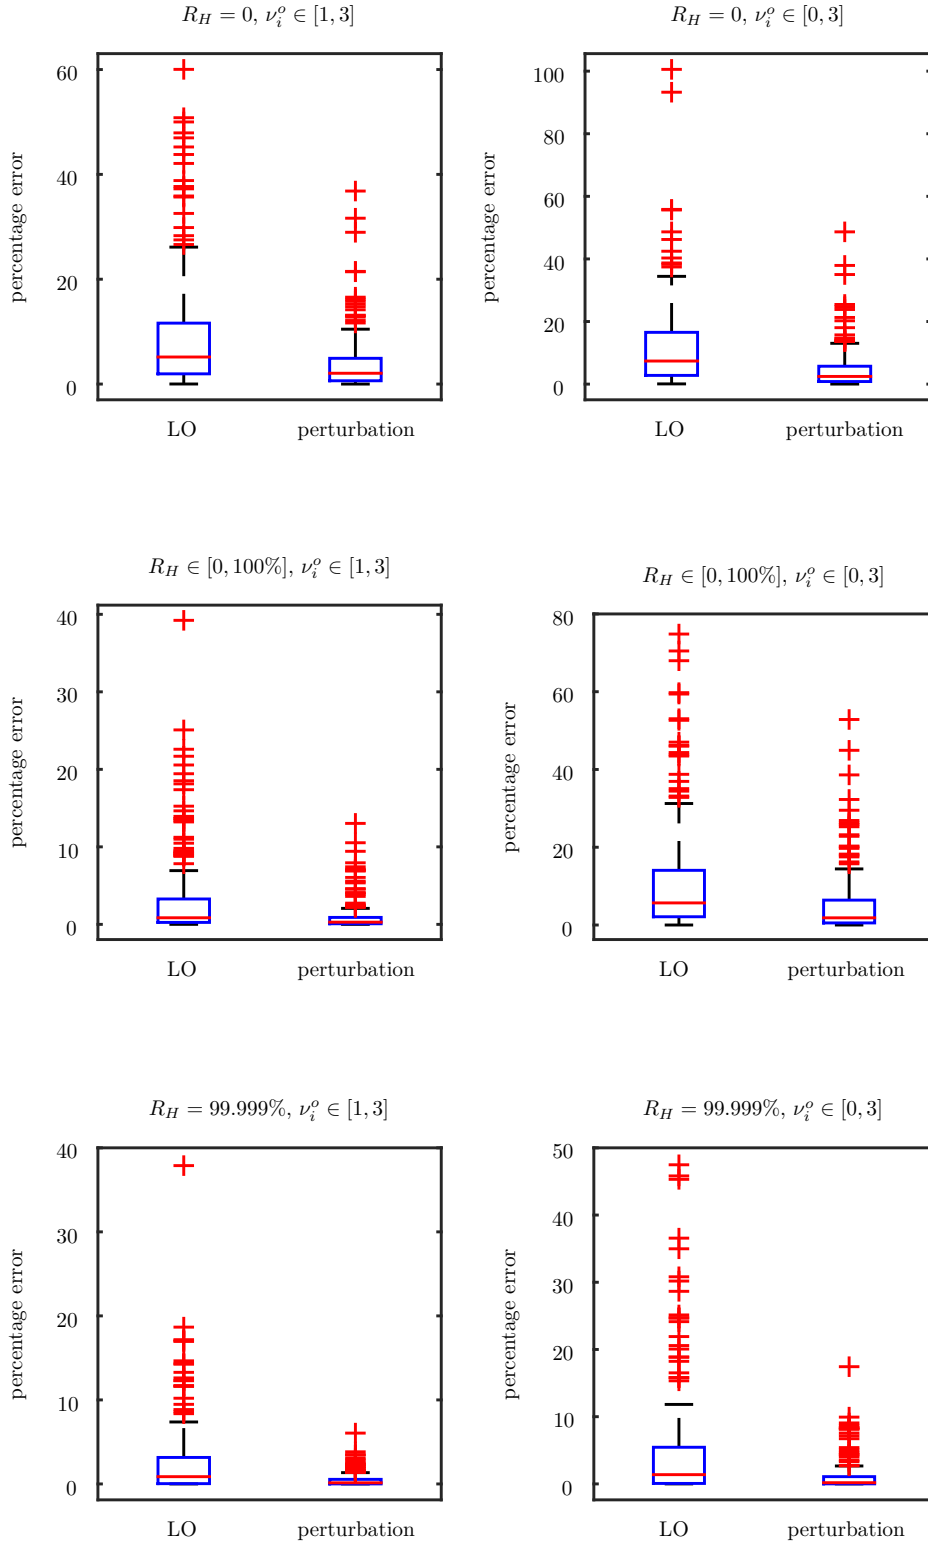 R_H = 0, ν_i^o ∈ [1, 3]
percentage error
60
40
20
0
LO perturbation
R_H = 0, ν_i^o ∈ [0, 3]
percentage error
100
80
60
40
20
0
LO perturbation
R_H ∈ [0, 100%], ν_i^o ∈ [1, 3]
percentage error
40
30
20
10
0
LO perturbation
R_H ∈ [0, 100%], ν_i^o ∈ [0, 3]
percentage error
80
60
40
20
0
LO perturbation
R_H = 99.999%, ν_i^o ∈ [1, 3]
percentage error
40
30
20
10
0
LO perturbation
R_H = 99.999%, ν_i^o ∈ [0, 3]
percentage error
50
40
30
20
10
0
LO perturbation